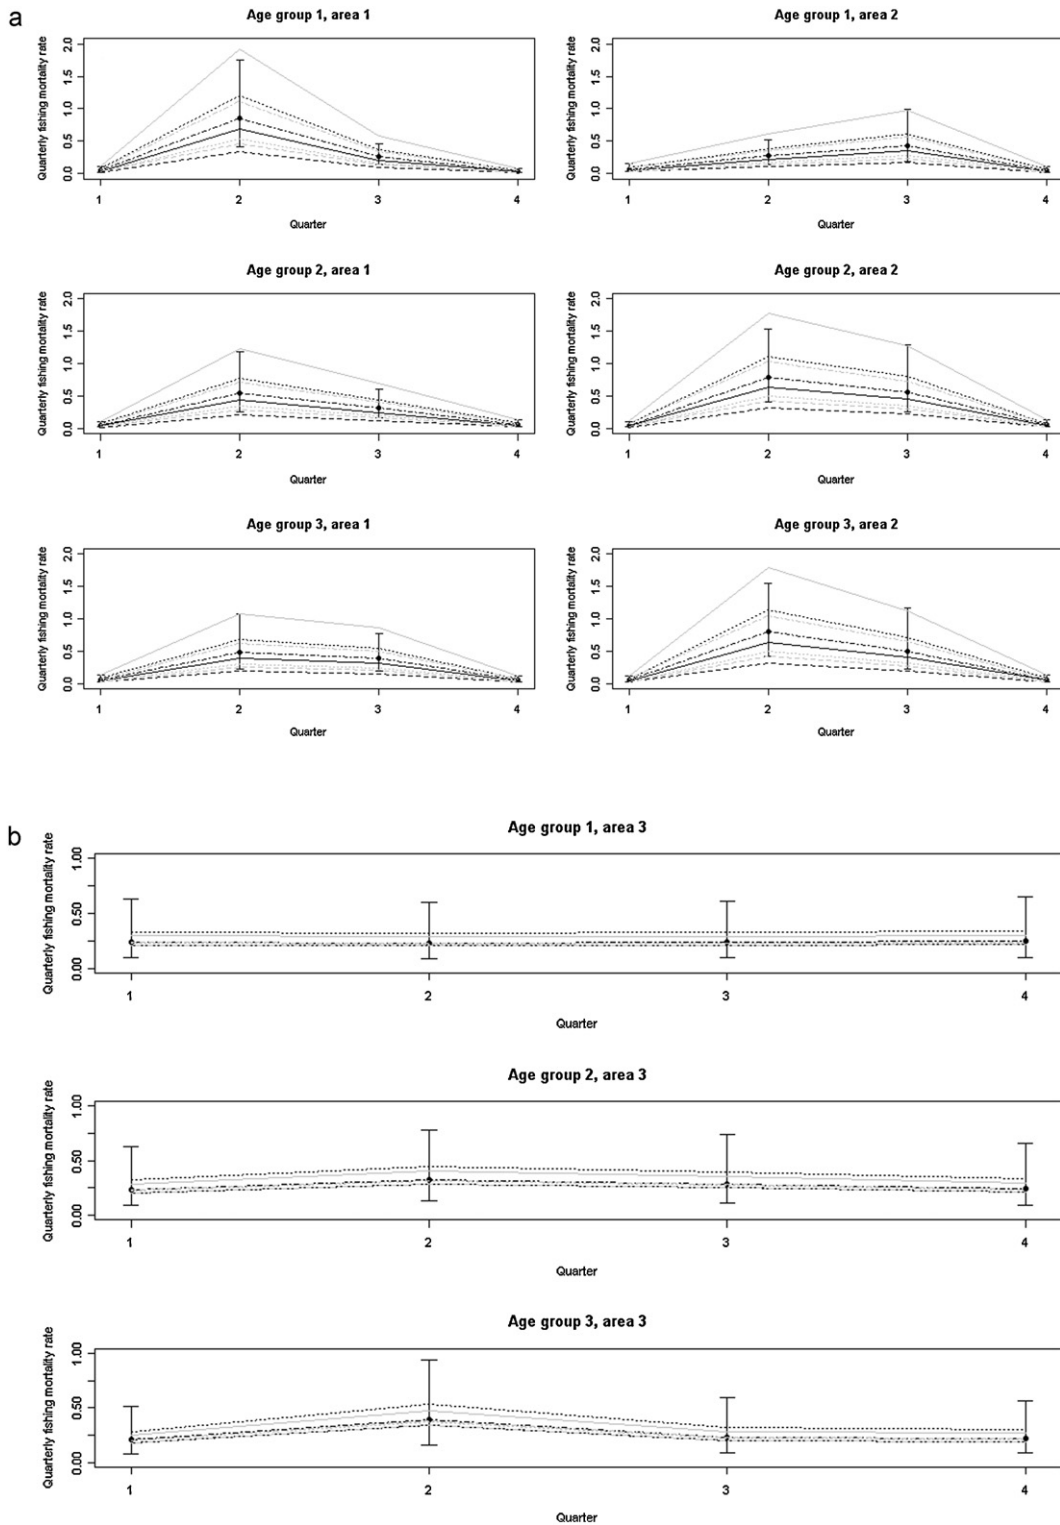 a
Age group 1, area 1
Age group 1, area 2
Quarterly fishing mortality rate
0.0 0.5 1.0 1.5 2.0
1 2 3 4
Quarter
Quarterly fishing mortality rate
0.0 0.5 1.0 1.5 2.0
1 2 3 4
Quarter
Age group 2, area 1
Age group 2, area 2
Quarterly fishing mortality rate
0.0 0.5 1.0 1.5 2.0
1 2 3 4
Quarter
Quarterly fishing mortality rate
0.0 0.5 1.0 1.5 2.0
1 2 3 4
Quarter
Age group 3, area 1
Age group 3, area 2
Quarterly fishing mortality rate
0.0 0.5 1.0 1.5 2.0
1 2 3 4
Quarter
Quarterly fishing mortality rate
0.0 0.5 1.0 1.5 2.0
1 2 3 4
Quarter
b
Age group 1, area 3
Quarterly fishing mortality rate
0.00 0.50 1.00
1 2 3 4
Quarter
Age group 2, area 3
Quarterly fishing mortality rate
0.00 0.50 1.00
1 2 3 4
Quarter
Age group 3, area 3
Quarterly fishing mortality rate
0.00 0.50 1.00
1 2 3 4
Quarter